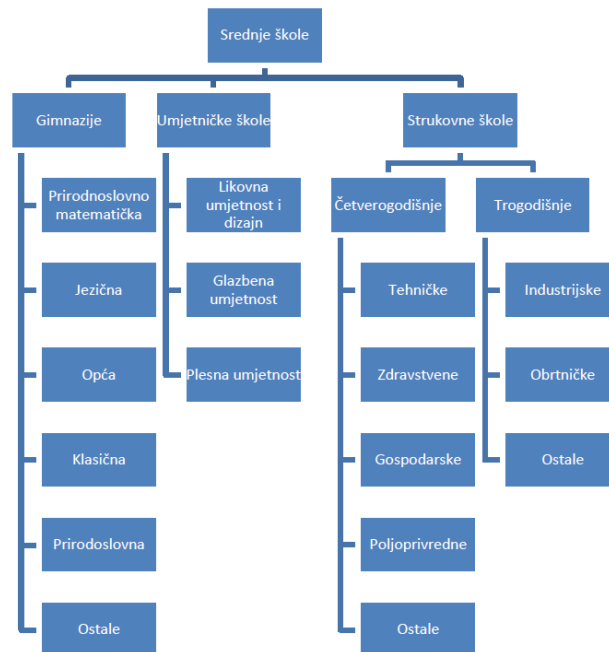 Srednje škole
Gimnazije
Umjetničke škole
Strukovne škole
Prirodnoslovno
matematička
Jezična
Opća
Klasična
Prirodoslovna
Ostale
Likovna
umjetnost i
dizajn
Glazbena
umjetnost
Plesna umjetnost
Četverogodišnje
Trogodišnje
Tehničke
Zdravstvene
Gospodarske
Poljoprivredne
Ostale
Industrijske
Obrtničke
Ostale